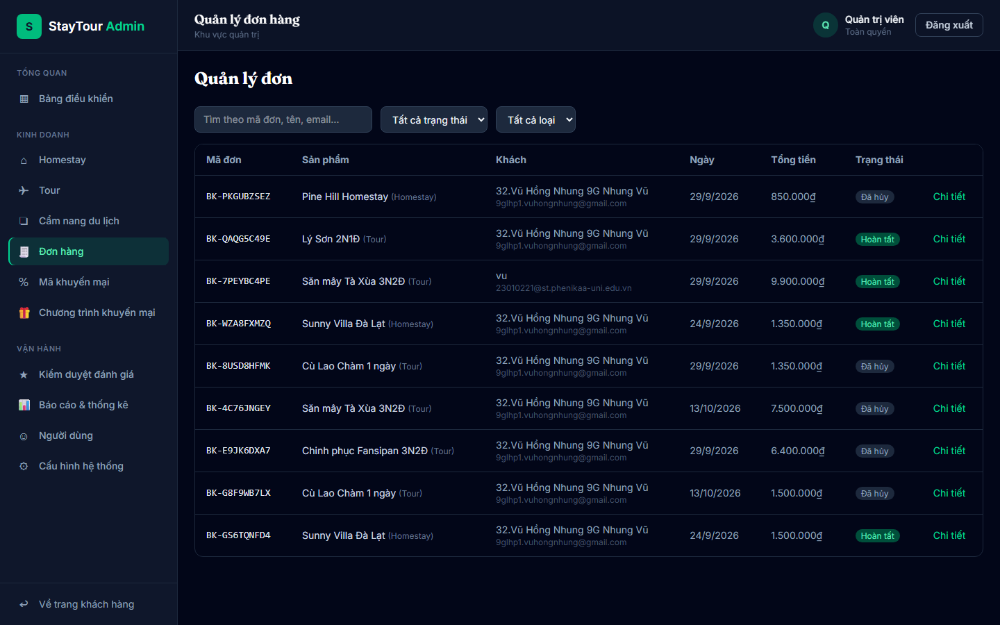 S StayTour Admin
TỔNG QUAN
Bảng điều khiển
KINH DOANH
Homestay
Tour
Cẩm nang du lịch
Đơn hàng
% Mã khuyến mại
Chương trình khuyến mại
VẬN HÀNH
Kiểm duyệt đánh giá
Báo cáo & thống kê
Người dùng
Cấu hình hệ thống
Về trang khách hàng
Quản lý đơn hàng
Khu vực quản trị
Q
Quản trị viên
Toàn quyền
Đăng xuất
Quản lý đơn
Tìm theo mã đơn, tên, email...
Tất cả trạng thái
Tất cả loại
Mã đơn Sản phẩm Khách Ngày Tổng tiền Trạng thái
BK-PKGUBZSEZ Pine Hill Homestay (Homestay) 32.Vũ Hồng Nhung 9G Nhung Vũ 29/9/2026 850.000₫ Đã hủy Chi tiết
9glhp1.vuhongnhung@gmail.com
BK-QAQG5C49E Lý Sơn 2N1Đ (Tour) 32.Vũ Hồng Nhung 9G Nhung Vũ 29/9/2026 3.600.000₫ Hoàn tất Chi tiết
9glhp1.vuhongnhung@gmail.com
BK-7PEYBC4PE Săn mây Tà Xùa 3N2Đ (Tour) vu 29/9/2026 9.900.000₫ Hoàn tất Chi tiết
23010221@st.phenikaa-uni.edu.vn
BK-WZA8FXMZQ Sunny Villa Đà Lạt (Homestay) 32.Vũ Hồng Nhung 9G Nhung Vũ 24/9/2026 1.350.000₫ Hoàn tất Chi tiết
9glhp1.vuhongnhung@gmail.com
BK-8USD8HFMK Cù Lao Chàm 1 ngày (Tour) 32.Vũ Hồng Nhung 9G Nhung Vũ 29/9/2026 1.350.000₫ Đã hủy Chi tiết
9glhp1.vuhongnhung@gmail.com
BK-4C76JNGEY Săn mây Tà Xùa 3N2Đ (Tour) 32.Vũ Hồng Nhung 9G Nhung Vũ 13/10/2026 7.500.000₫ Đã hủy Chi tiết
9glhp1.vuhongnhung@gmail.com
BK-E9JK6DXA7 Chinh phục Fansipan 3N2Đ (Tour) 32.Vũ Hồng Nhung 9G Nhung Vũ 29/9/2026 6.400.000₫ Đã hủy Chi tiết
9glhp1.vuhongnhung@gmail.com
BK-G8F9WB7LX Cù Lao Chàm 1 ngày (Tour) 32.Vũ Hồng Nhung 9G Nhung Vũ 13/10/2026 1.500.000₫ Đã hủy Chi tiết
9glhp1.vuhongnhung@gmail.com
BK-GS6TQNFD4 Sunny Villa Đà Lạt (Homestay) 32.Vũ Hồng Nhung 9G Nhung Vũ 24/9/2026 1.500.000₫ Hoàn tất Chi tiết
9glhp1.vuhongnhung@gmail.com